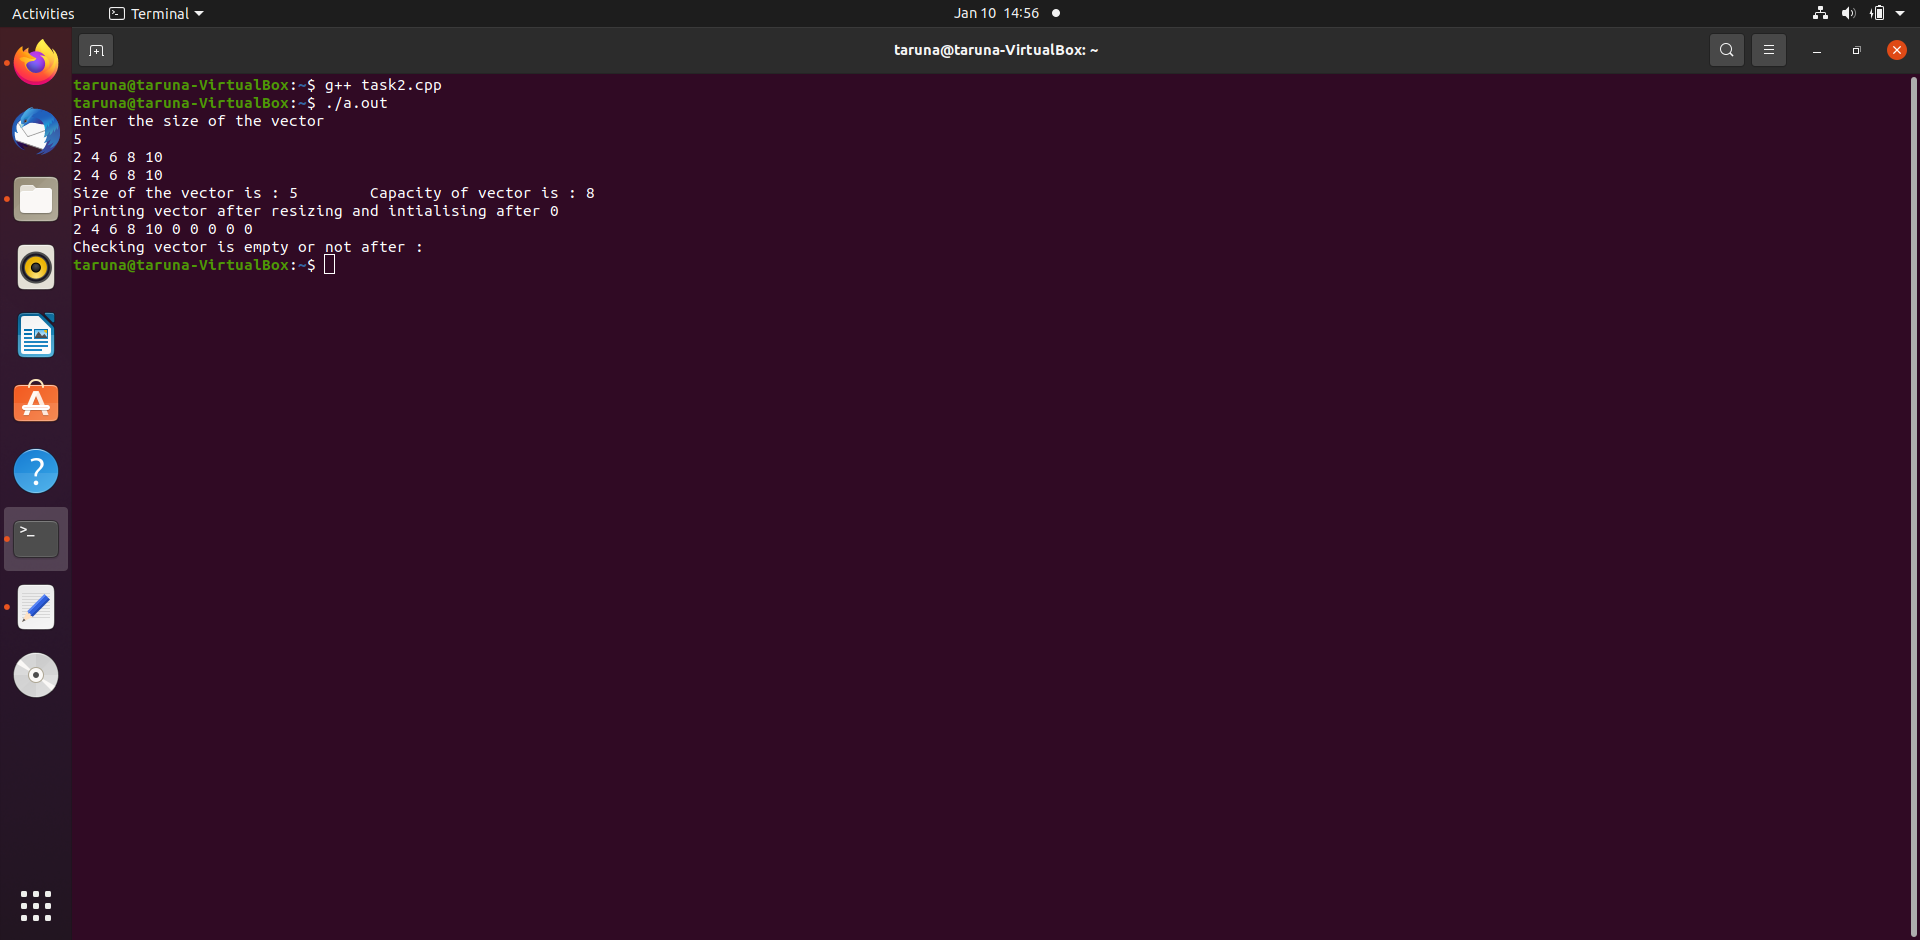 Activities Terminal Jan 10 14:56
taruna@taruna-VirtualBox: ~
taruna@taruna-VirtualBox:~$ g++ task2.cpp
taruna@taruna-VirtualBox:~$ ./a.out
Enter the size of the vector
5
2 4 6 8 10
2 4 6 8 10
Size of the vector is : 5        Capacity of vector is : 8
Printing vector after resizing and intialising after 0
2 4 6 8 10 0 0 0 0 0
Checking vector is empty or not after :
taruna@taruna-VirtualBox:~$